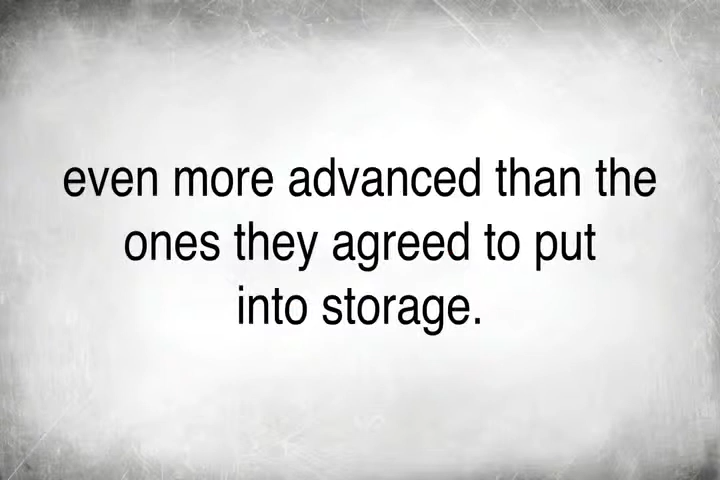 even more advanced than the
ones they agreed to put
into storage.